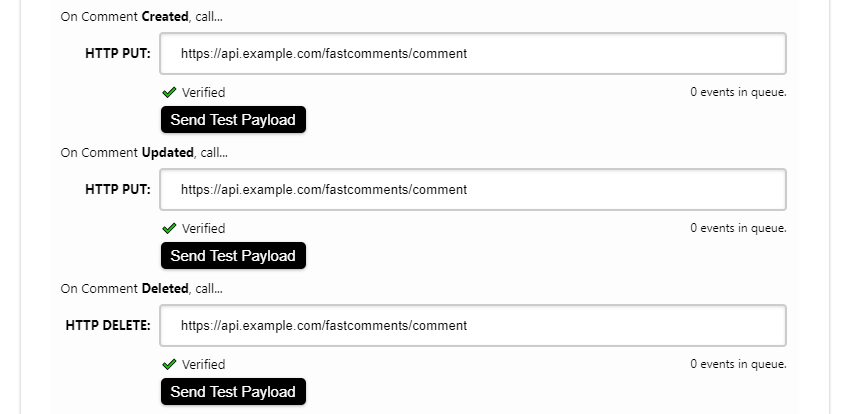 On Comment Created, call...
HTTP PUT: https://api.example.com/fastcomments/comment
Verified 0 events in queue.
Send Test Payload
On Comment Updated, call...
HTTP PUT: https://api.example.com/fastcomments/comment
Verified 0 events in queue.
Send Test Payload
On Comment Deleted, call...
HTTP DELETE: https://api.example.com/fastcomments/comment
Verified 0 events in queue.
Send Test Payload